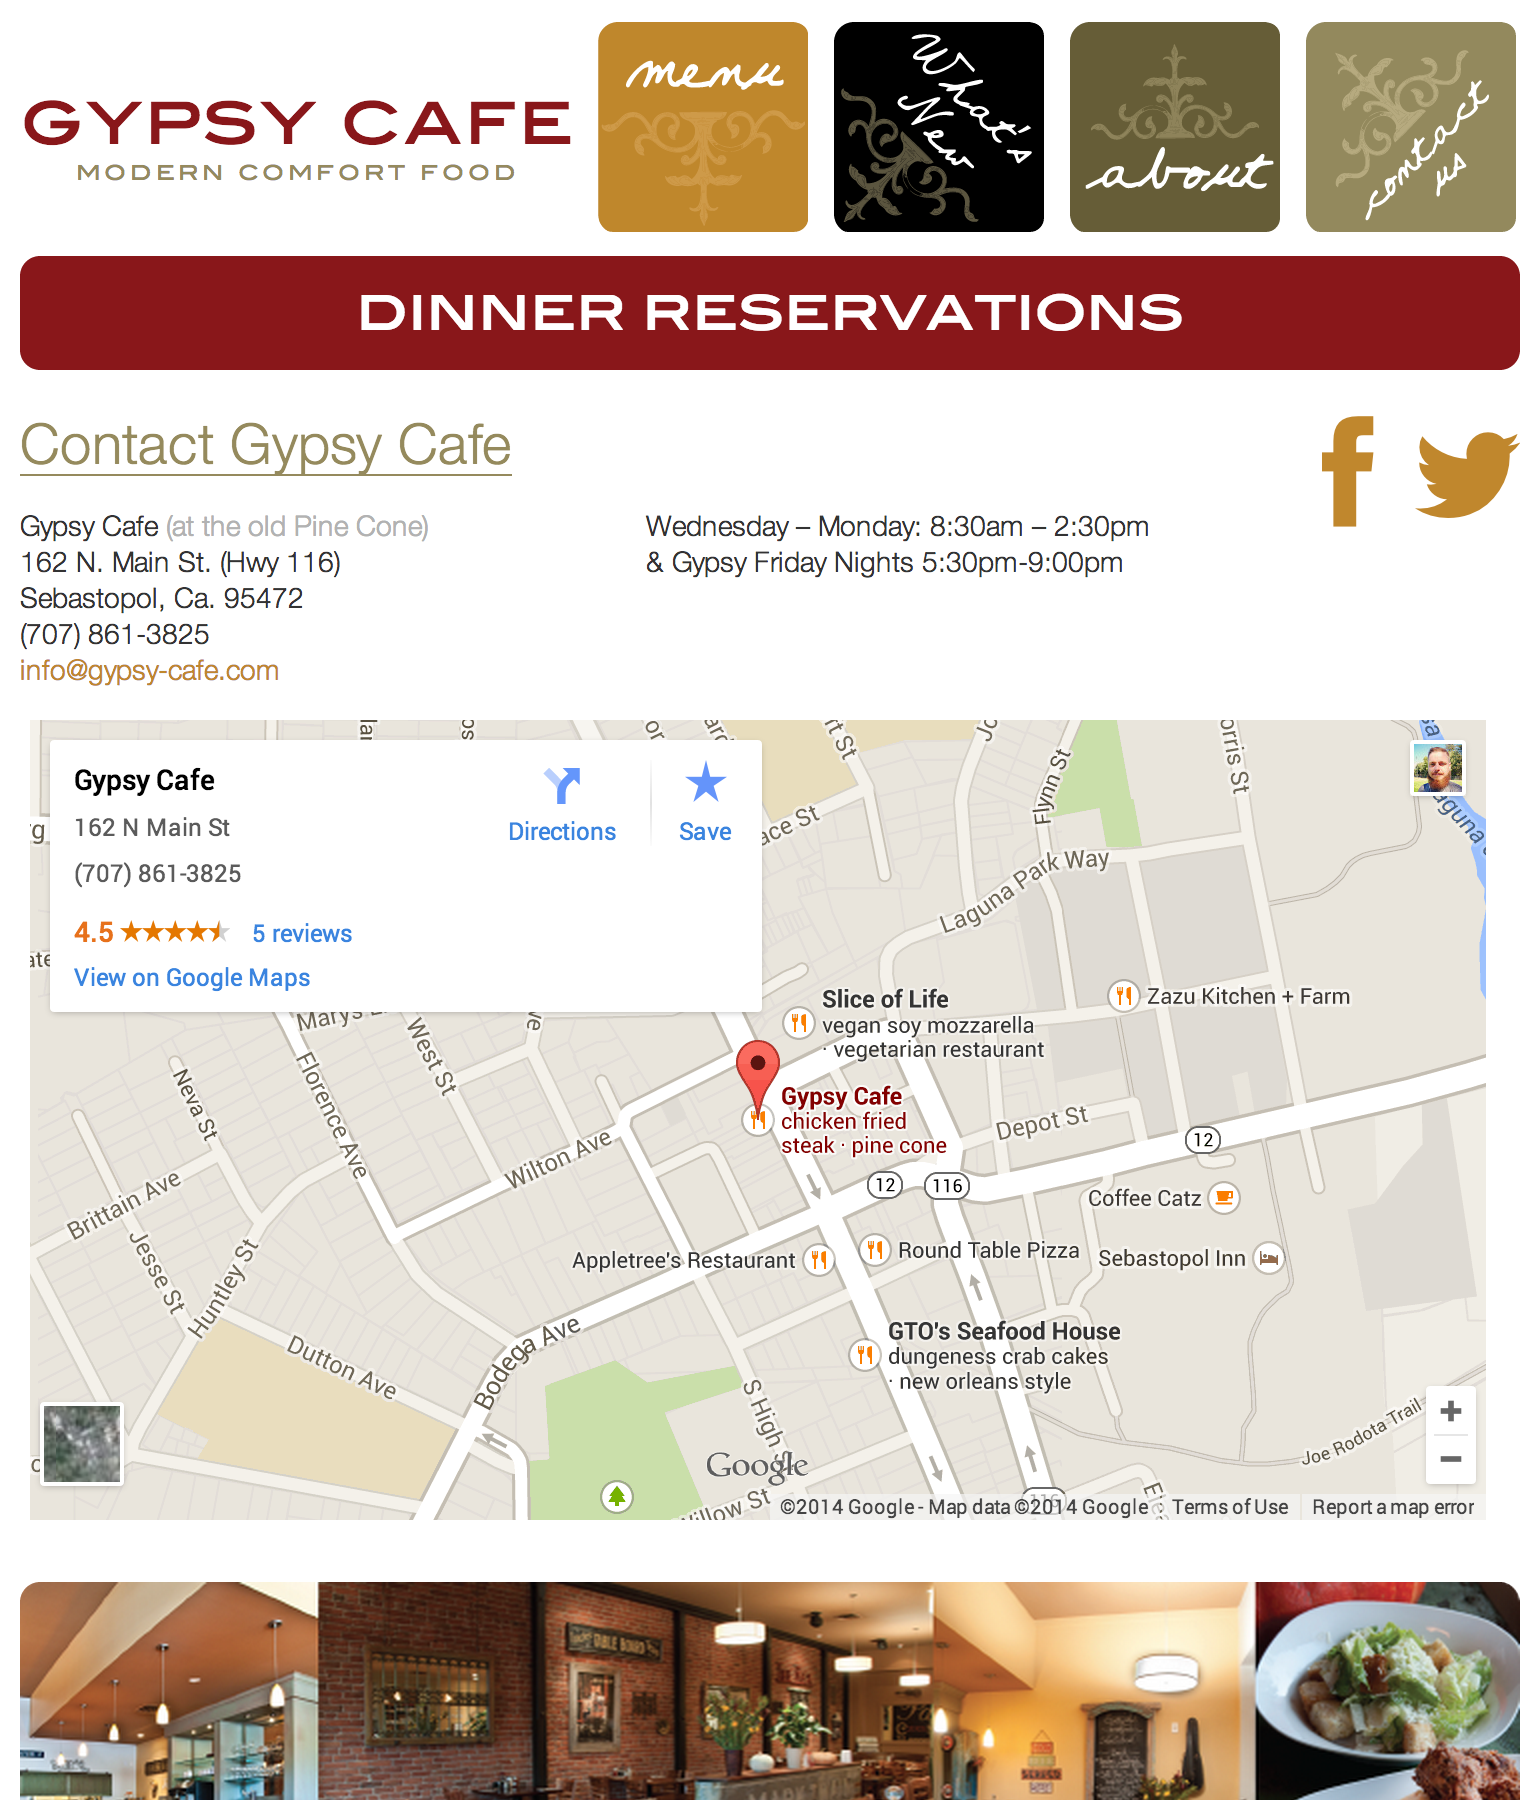 GYPSY CAFE
MODERN COMFORT FOOD
menu
What's
New
about
contact
us
DINNER RESERVATIONS
Contact Gypsy Cafe
Gypsy Cafe (at the old Pine Cone)
162 N. Main St. (Hwy 116)
Sebastopol, Ca. 95472
(707) 861-3825
info@gypsy-cafe.com
Wednesday – Monday: 8:30am – 2:30pm
& Gypsy Friday Nights 5:30pm-9:00pm
Gypsy Cafe
162 N Main St
(707) 861-3825
4.5
5 reviews
View on Google Maps
Directions
Save
Flynn St
Laguna Park Way
Slice of Life
vegan soy mozzarella
· vegetarian restaurant
Zazu Kitchen + Farm
Gypsy Cafe
chicken fried
steak · pine cone
West St
Florence Ave
Neva St
Wilton Ave
Brittain Ave
Jesse St
Huntley St
Depot St
12
12
116
Coffee Catz
Appletree's Restaurant
Round Table Pizza
Sebastopol Inn
Dutton Ave
Bodega Ave
GTO's Seafood House
dungeness crab cakes
· new orleans style
S High
Joe Rodota Trail
Google
116
©2014 Google - Map data ©2014 Google
Terms of Use
Report a map error